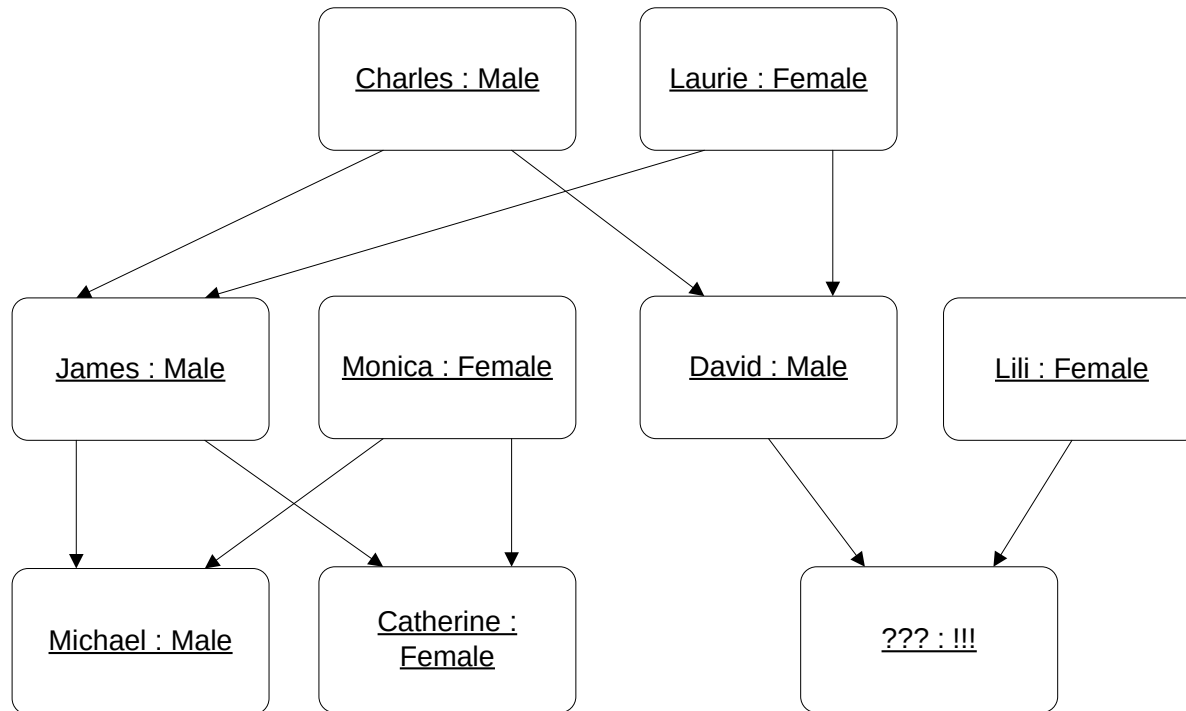 Charles : Male
Laurie : Female
James : Male
Monica : Female
David : Male
Lili : Female
Michael : Male
Catherine :
Female
??? : !!!